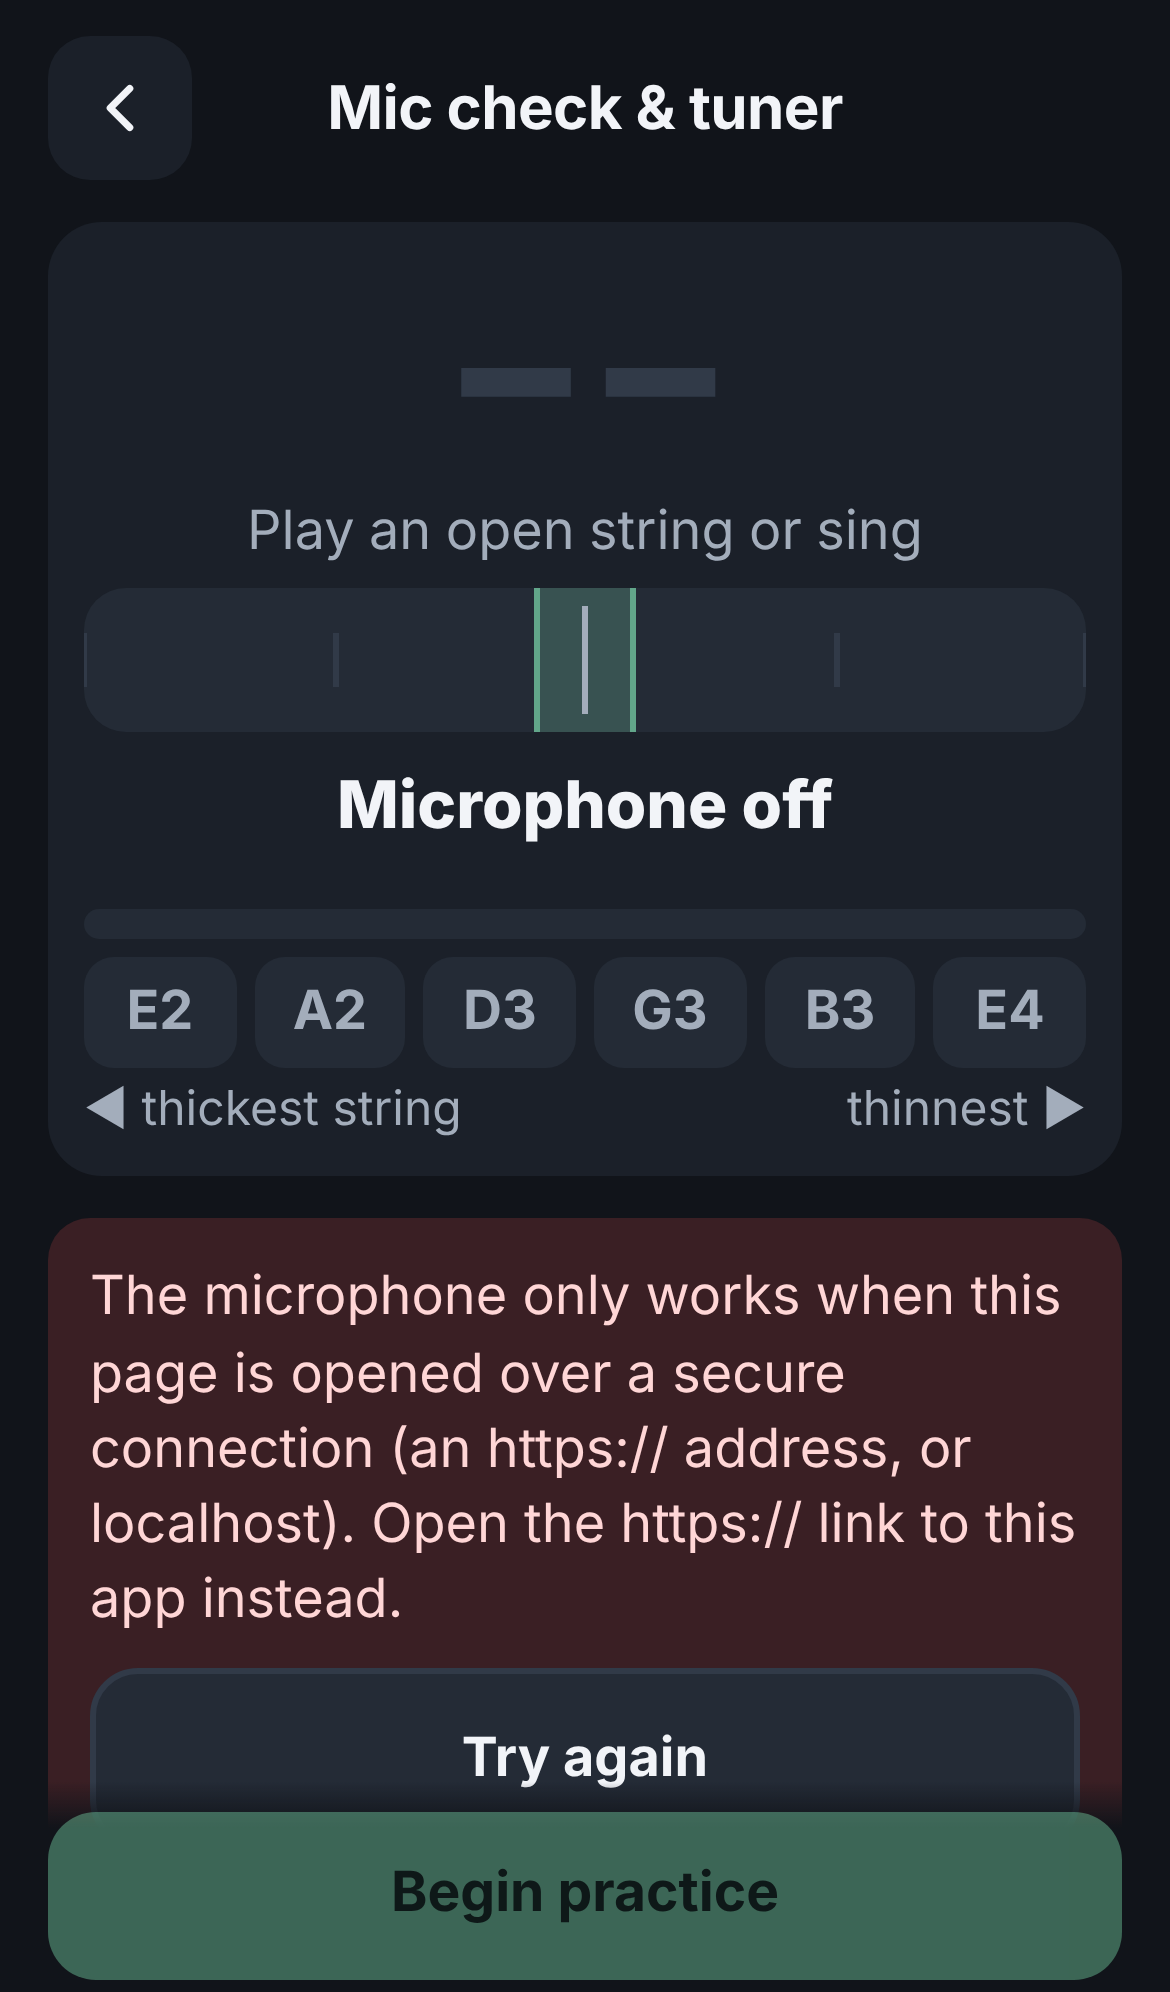 Mic check & tuner
– –
Play an open string or sing
Microphone off
E2 A2 D3 G3 B3 E4
◀ thickest string thinnest ▶
The microphone only works when this
page is opened over a secure
connection (an https:// address, or
localhost). Open the https:// link to this
app instead.
Try again
Begin practice